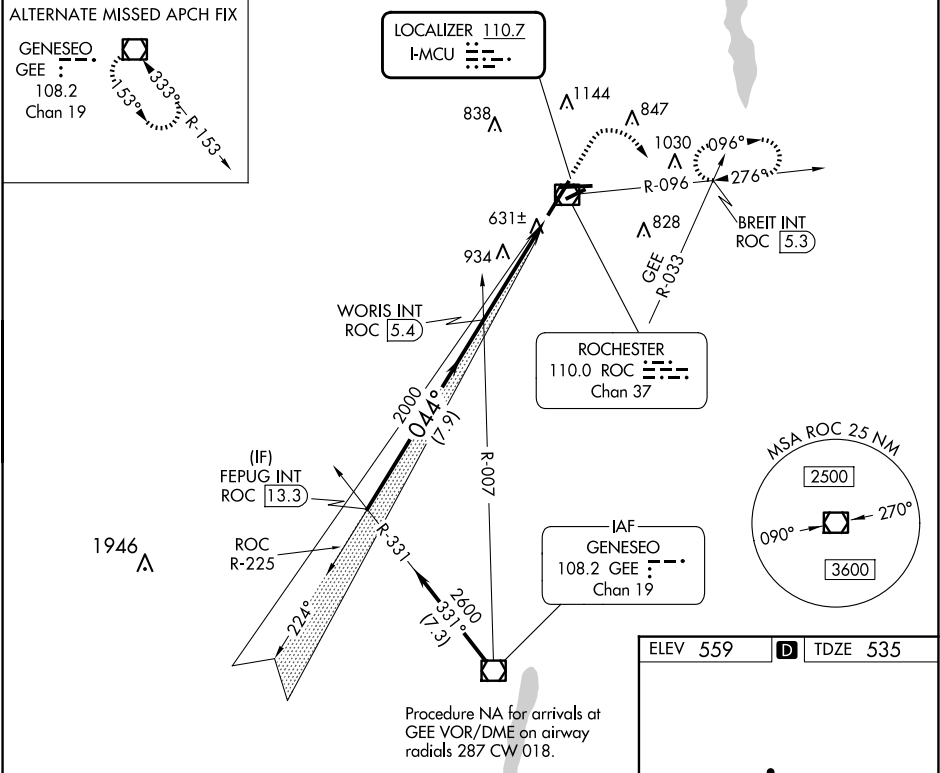 ALTERNATE MISSED APCH FIX
GENESEO
GEE
108.2
Chan 19
153°
333°
R-153
LOCALIZER 110.7
I-MCU
838
1144
847
1030
096°
276°
R-096
BREIT INT
ROC 5.3
631±
934
828
GEE
R-033
WORIS INT
ROC 5.4
ROCHESTER
110.0 ROC
Chan 37
2000
044°
(7.9)
R-007
MSA ROC 25 NM
2500
090°
270°
3600
(IF)
FEPUG INT
ROC 13.3
R-331
1946
ROC
R-225
224°
IAF
GENESEO
108.2 GEE
Chan 19
2600
331°
(7.3)
Procedure NA for arrivals at
GEE VOR/DME on airway
radials 287 CW 018.
ELEV 559 D TDZE 535